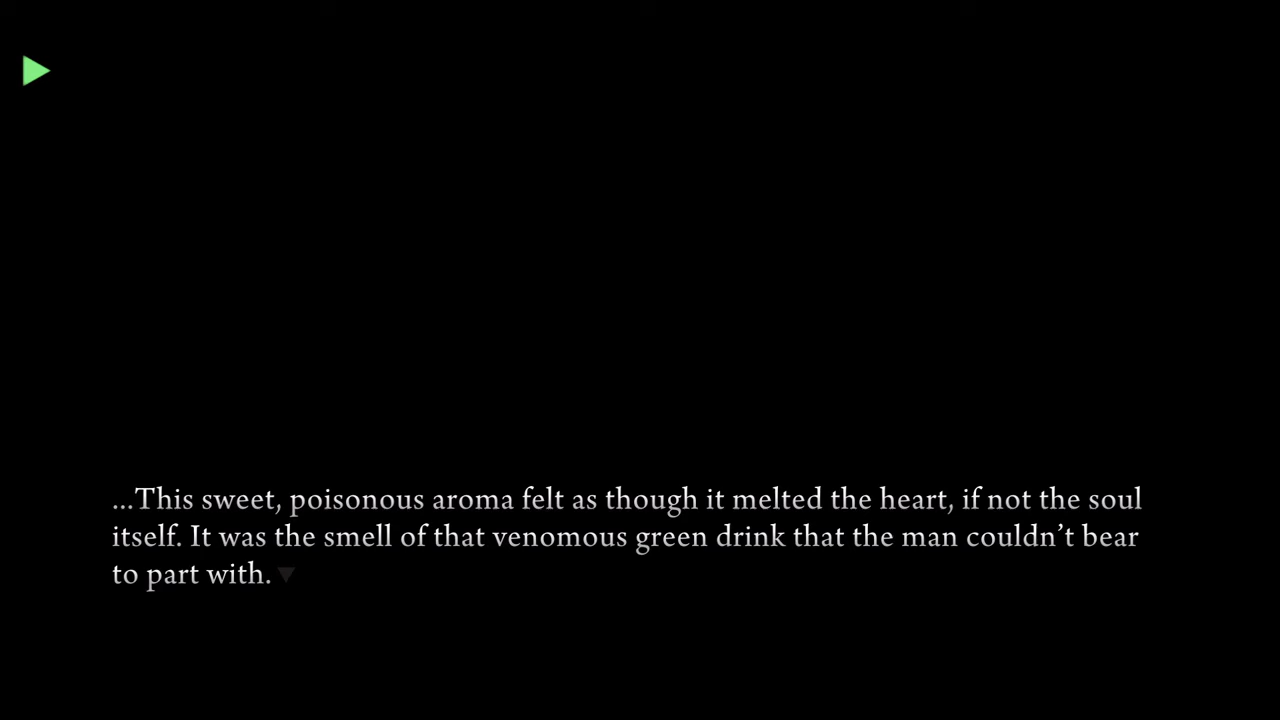 ...This sweet, poisonous aroma felt as though it melted the heart, if not the soul
itself. It was the smell of that venomous green drink that the man couldn’t bear
to part with.